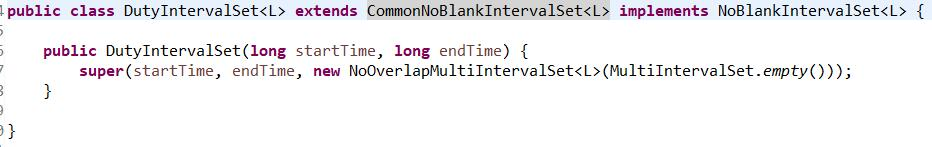 public class DutyIntervalSet<L> extends CommonNoBlankIntervalSet<L> implements NoBlankIntervalSet<L> {
public DutyIntervalSet(long startTime, long endTime) {
super(startTime, endTime, new NoOverlapMultiIntervalSet<L>(MultiIntervalSet.empty()));
}
}